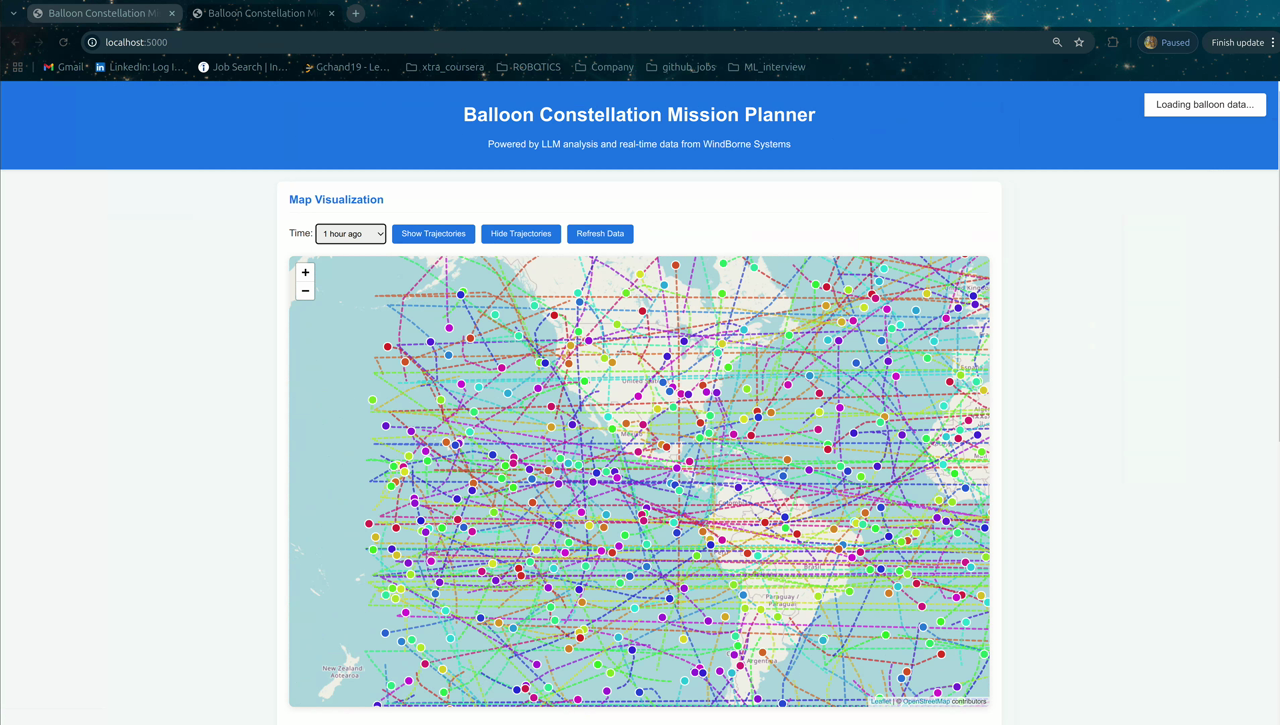 Balloon Constellation Mi
Balloon Constellation M
localhost:5000
Paused
Finish update
Gmail
LinkedIn: Log I...
Job Search | In...
Gchand19 - Le...
xtra_coursera
ROBOTICS
Company
github_jobs
ML_interview
Balloon Constellation Mission Planner
Loading balloon data...
Powered by LLM analysis and real-time data from WindBorne Systems
Map Visualization
Time:
1 hour ago
Show Trajectories
Hide Trajectories
Refresh Data
+
−
Paraguay /
Paraguái
Argentina
New Zealand
Aotearoa
Leaflet | © OpenStreetMap contributors